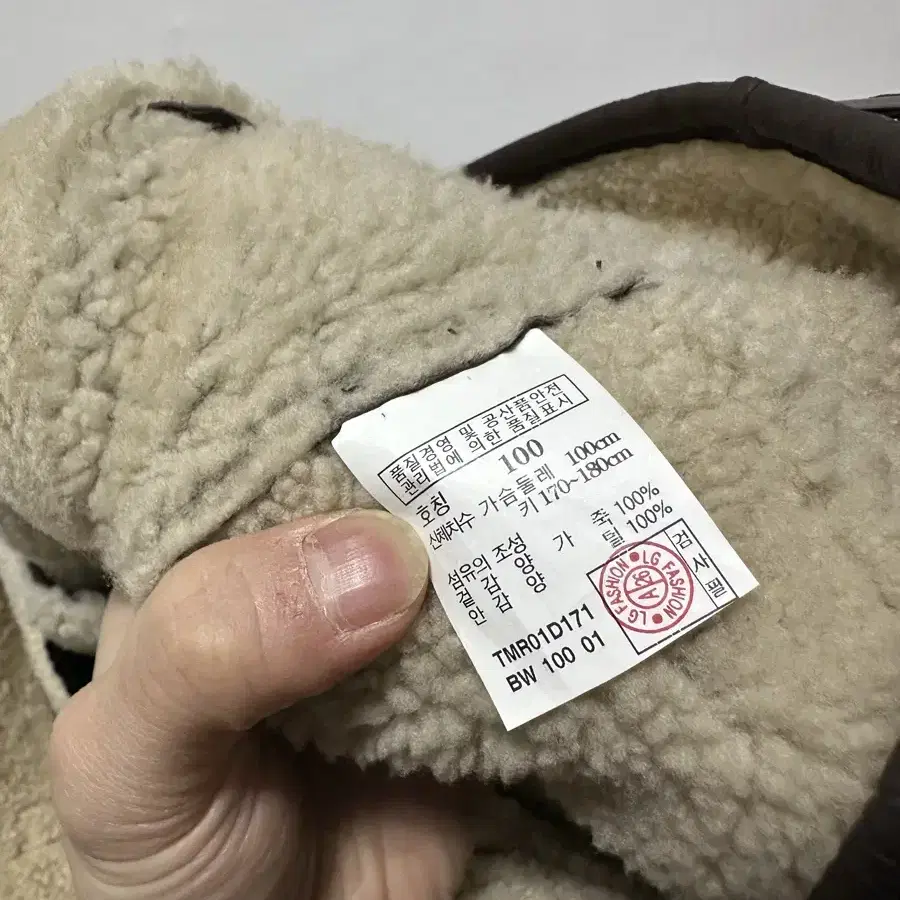 품질경영 및 공산품안전
관리법에 의한 품질표시
호칭 100
신체치수 가슴둘레 100cm
키 170~180cm
섬유의 조성
겉감 양가죽 100%
안감 양털 100%
TMR01D171
BW 100 01
검사필
LG FASHION
LG FASHION